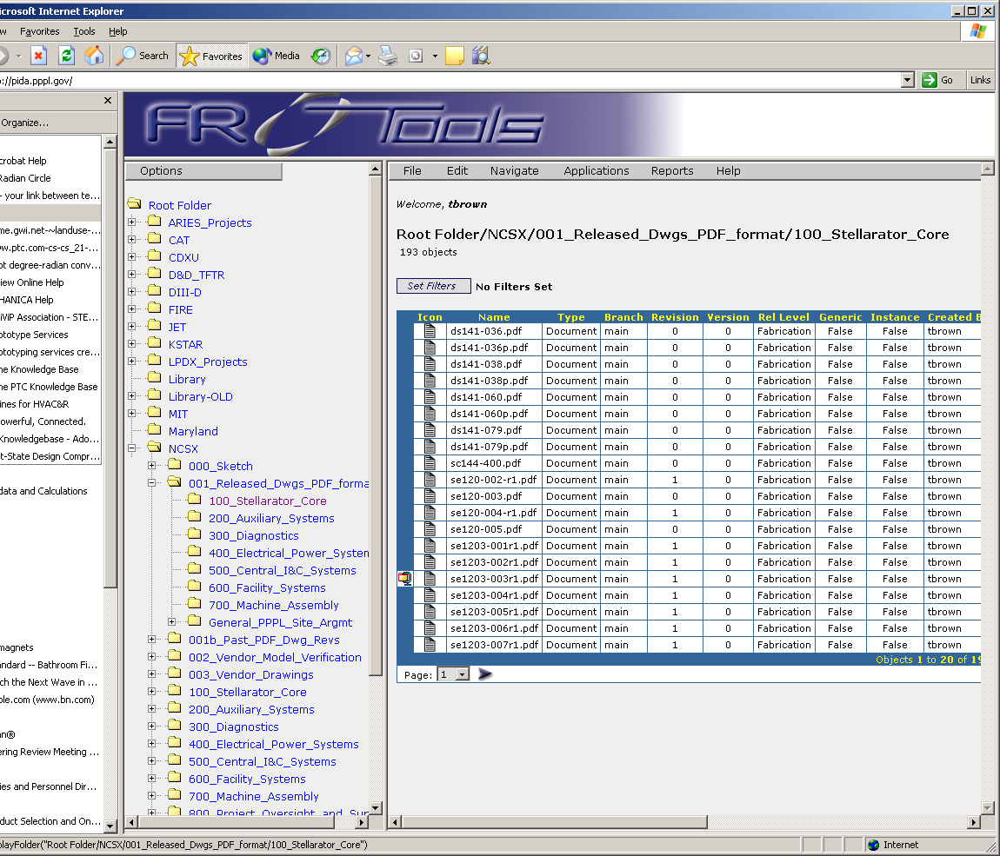 icrosoft Internet Explorer
w Favorites Tools Help
Search Favorites Media
://pida.pppl.gov/ Go Links
Organize...
crobat Help
Radian Circle
- your link between te...
me.gwi.net-~landuse-...
w.ptc.com-cs-cs_21-...
ot degree-radian conv...
iew Online Help
HANICA Help
iViP Association - STE...
ototype Services
ototyping services cre...
ne Knowledge Base
ne PTC Knowledge Base
ines for HVAC&R
owerful, Connected.
Knowledgebase - Ado...
t-State Design Compr...
data and Calculations
magnets
andard -- Bathroom Fi...
ch the Next Wave in ...
ble.com (www.bn.com)
an®
ering Review Meeting ...
ies and Personnel Dir...
duct Selection and On...
FROTools
Options
Root Folder
ARIES_Projects
CAT
CDXU
D&D_TFTR
DIII-D
FIRE
JET
KSTAR
LPDX_Projects
Library
Library-OLD
MIT
Maryland
NCSX
000_Sketch
001_Released_Dwgs_PDF_forma
100_Stellarator_Core
200_Auxiliary_Systems
300_Diagnostics
400_Electrical_Power_System
500_Central_I&C_Systems
600_Facility_Systems
700_Machine_Assembly
General_PPPL_Site_Argmt
001b_Past_PDF_Dwg_Revs
002_Vendor_Model_Verification
003_Vendor_Drawings
100_Stellarator_Core
200_Auxiliary_Systems
300_Diagnostics
400_Electrical_Power_Systems
500_Central_I&C_Systems
600_Facility_Systems
700_Machine_Assembly
800_Project_Oversight_and_Sup
File Edit Navigate Applications Reports Help
Welcome, tbrown
Root Folder/NCSX/001_Released_Dwgs_PDF_format/100_Stellarator_Core
193 objects
Set Filters No Filters Set
Icon Name Type Branch Revision Version Rel Level Generic Instance Created B
ds141-036.pdf Document main 0 0 Fabrication False False tbrown
ds141-036p.pdf Document main 0 0 Fabrication False False tbrown
ds141-038.pdf Document main 0 0 Fabrication False False tbrown
ds141-038p.pdf Document main 0 0 Fabrication False False tbrown
ds141-060.pdf Document main 0 0 Fabrication False False tbrown
ds141-060p.pdf Document main 0 0 Fabrication False False tbrown
ds141-079.pdf Document main 0 0 Fabrication False False tbrown
ds141-079p.pdf Document main 0 0 Fabrication False False tbrown
sc144-400.pdf Document main 0 0 Fabrication False False tbrown
se120-002-r1.pdf Document main 1 0 Fabrication False False tbrown
se120-003.pdf Document main 0 0 Fabrication False False tbrown
se120-004-r1.pdf Document main 1 0 Fabrication False False tbrown
se120-005.pdf Document main 0 0 Fabrication False False tbrown
se1203-001r1.pdf Document main 1 0 Fabrication False False tbrown
se1203-002r1.pdf Document main 1 0 Fabrication False False tbrown
se1203-003r1.pdf Document main 1 0 Fabrication False False tbrown
se1203-004r1.pdf Document main 1 0 Fabrication False False tbrown
se1203-005r1.pdf Document main 1 0 Fabrication False False tbrown
se1203-006r1.pdf Document main 1 0 Fabrication False False tbrown
se1203-007r1.pdf Document main 1 0 Fabrication False False tbrown
Objects 1 to 20 of 19
Page: 1
playFolder("Root Folder/NCSX/001_Released_Dwgs_PDF_format/100_Stellarator_Core") Internet